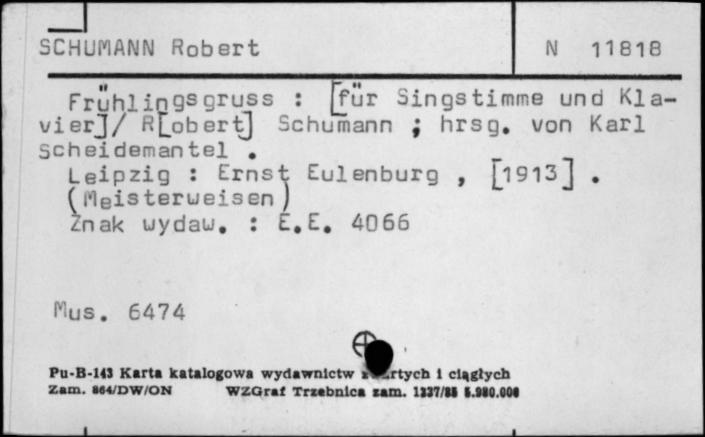 SCHUMANN Robert N 11818
Frühlingsgruss : [für Singstimme und Kla-
vier]/ R[obert] Schumann ; hrsg. von Karl
Scheidemantel .
Leipzig : Ernst Eulenburg , [1913] .
(Meisterweisen)
Znak wydaw. : E.E. 4066
Mus. 6474
Pu-B-143 Karta katalogowa wydawnictw i ciągłych
Zam. 864/DW/ON WZGraf Trzebnica zam. 1337/85 5.980.000